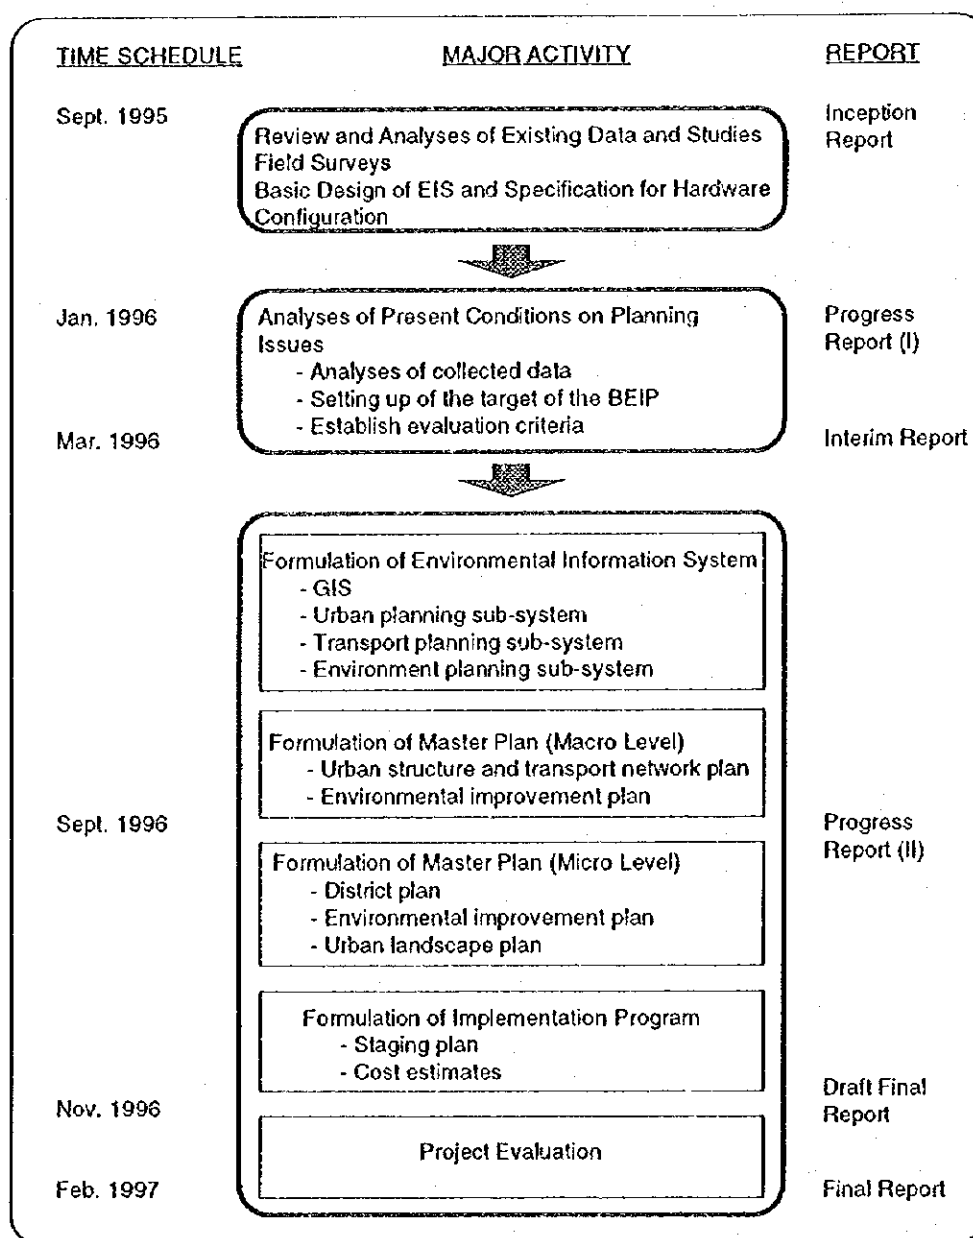 TIME SCHEDULE MAJOR ACTIVITY REPORT
Sept. 1995
Review and Analyses of Existing Data and Studies
Field Surveys
Basic Design of EIS and Specification for Hardware
Configuration
Inception
Report
Jan. 1996
Analyses of Present Conditions on Planning
Issues
- Analyses of collected data
- Setting up of the target of the BEIP
- Establish evaluation criteria
Progress
Report (I)
Mar. 1996
Interim Report
Formulation of Environmental Information System
- GIS
- Urban planning sub-system
- Transport planning sub-system
- Environment planning sub-system
Formulation of Master Plan (Macro Level)
- Urban structure and transport network plan
- Environmental improvement plan
Sept. 1996
Progress
Report (II)
Formulation of Master Plan (Micro Level)
- District plan
- Environmental improvement plan
- Urban landscape plan
Formulation of Implementation Program
- Staging plan
- Cost estimates
Nov. 1996
Draft Final
Report
Project Evaluation
Feb. 1997
Final Report